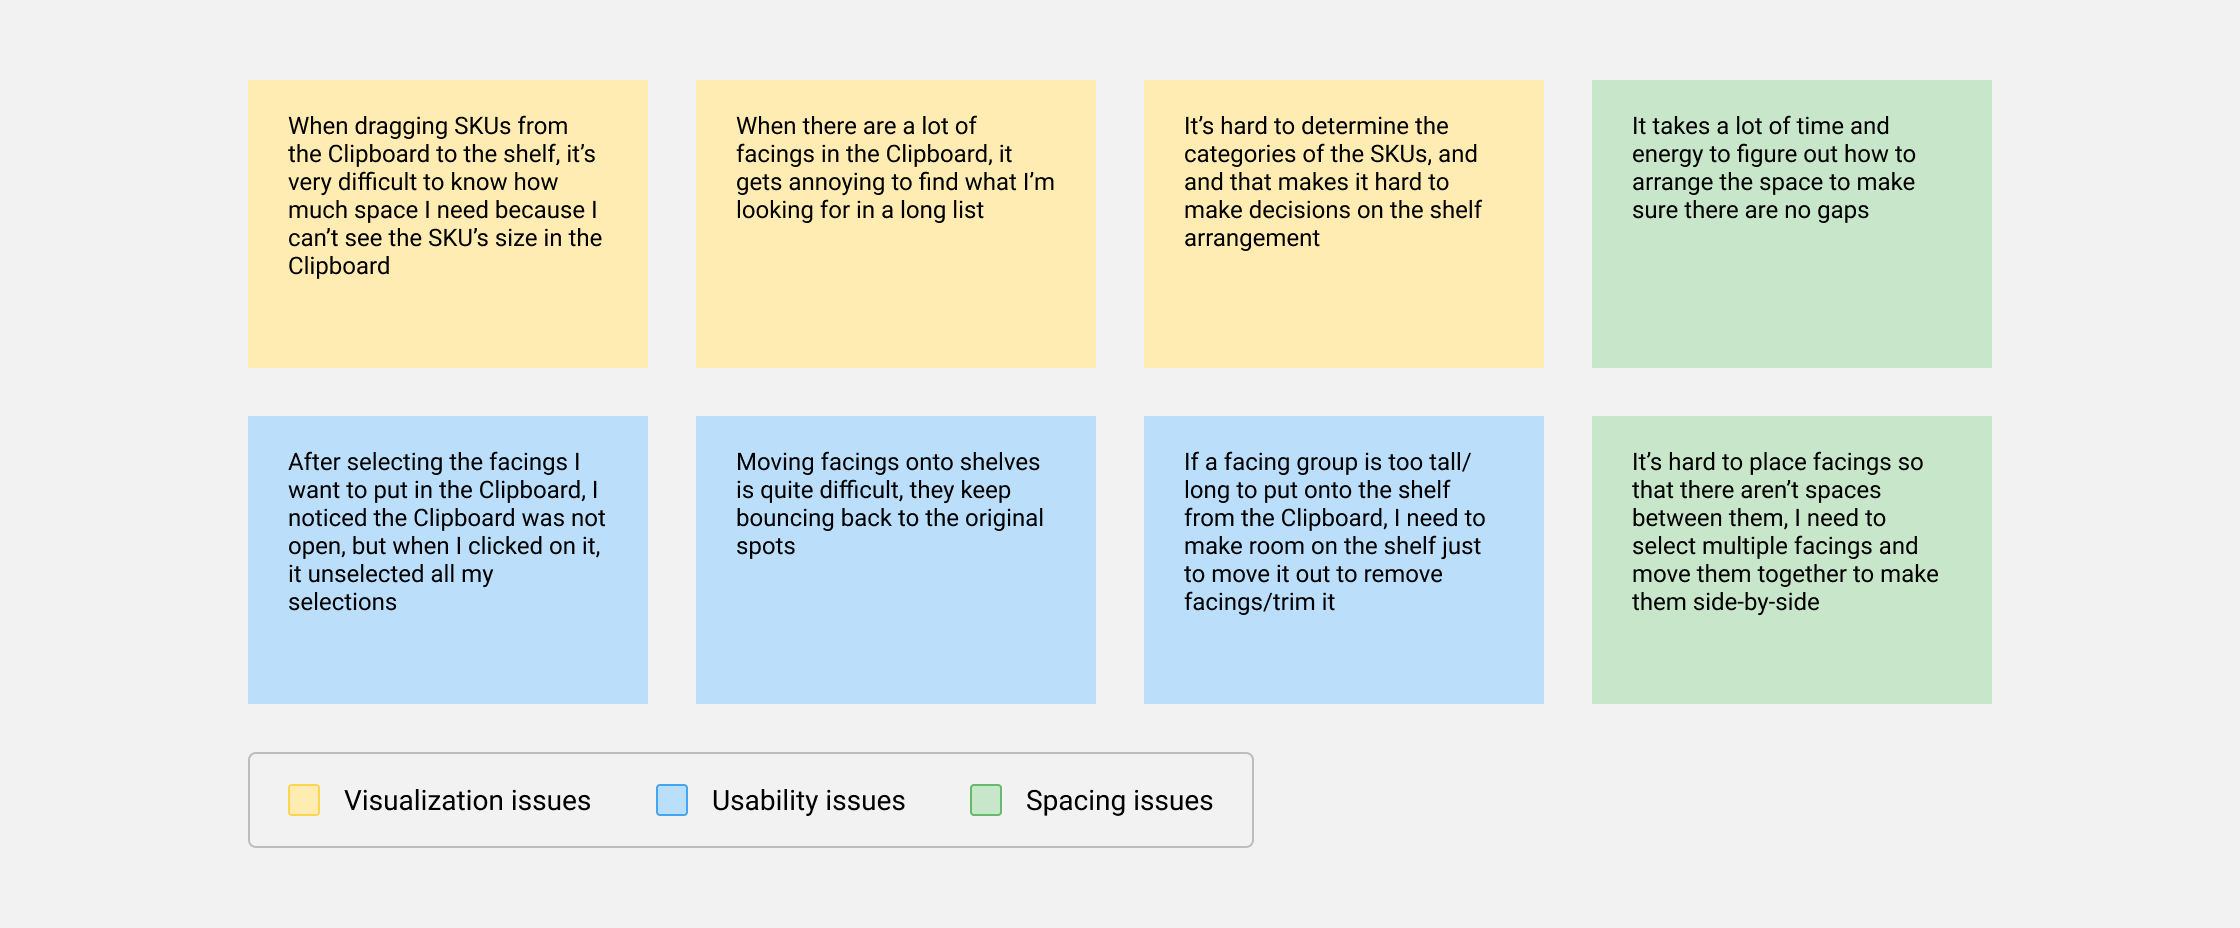 When dragging SKUs from
the Clipboard to the shelf, it’s
very difficult to know how
much space I need because I
can’t see the SKU’s size in the
Clipboard
When there are a lot of
facings in the Clipboard, it
gets annoying to find what I’m
looking for in a long list
It’s hard to determine the
categories of the SKUs, and
and that makes it hard to
make decisions on the shelf
arrangement
It takes a lot of time and
energy to figure out how to
arrange the space to make
sure there are no gaps
After selecting the facings I
want to put in the Clipboard, I
noticed the Clipboard was not
open, but when I clicked on it,
it unselected all my
selections
Moving facings onto shelves
is quite difficult, they keep
bouncing back to the original
spots
If a facing group is too tall/
long to put onto the shelf
from the Clipboard, I need to
make room on the shelf just
to move it out to remove
facings/trim it
It’s hard to place facings so
that there aren’t spaces
between them, I need to
select multiple facings and
move them together to make
them side-by-side
Visualization issues
Usability issues
Spacing issues